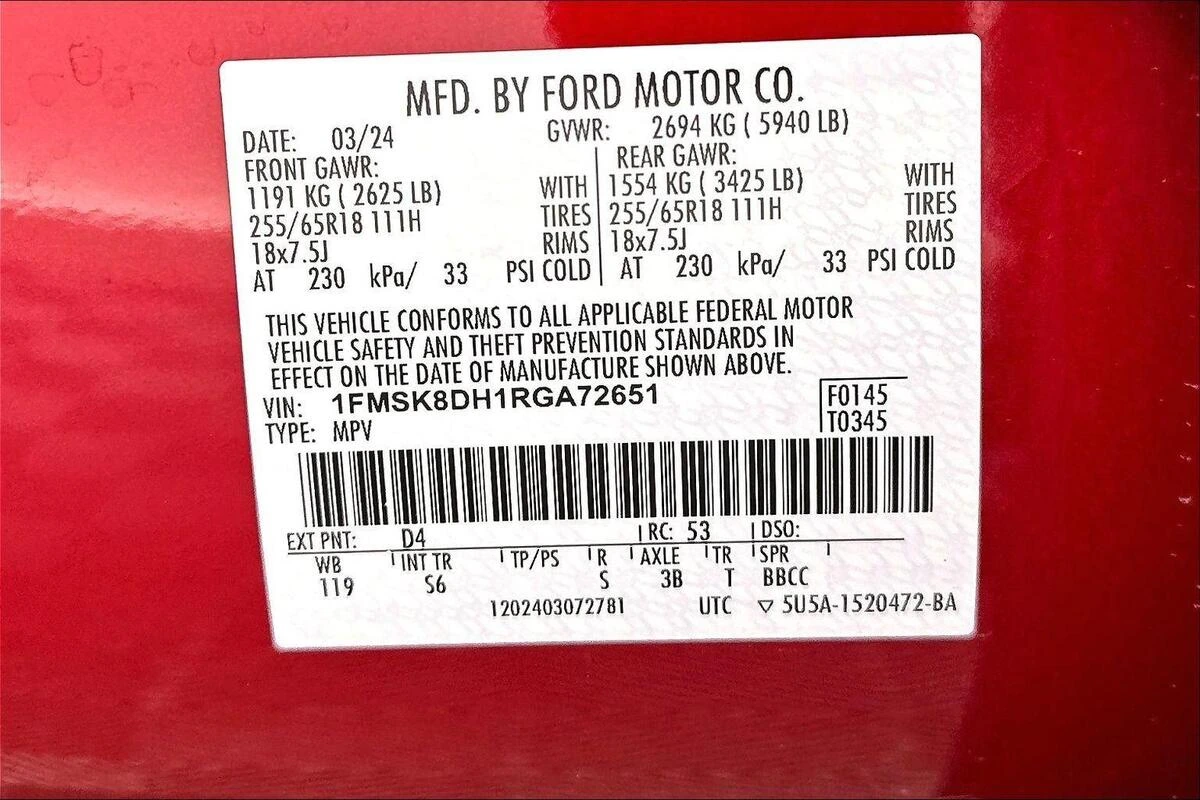 MFD. BY FORD MOTOR CO.
DATE: 03/24 GVWR: 2694 KG ( 5940 LB)
FRONT GAWR: REAR GAWR:
1191 KG ( 2625 LB) WITH 1554 KG ( 3425 LB) WITH
255/65R18 111H TIRES 255/65R18 111H TIRES
18x7.5J RIMS 18x7.5J RIMS
AT 230 kPa/ 33 PSI COLD AT 230 kPa/ 33 PSI COLD
THIS VEHICLE CONFORMS TO ALL APPLICABLE FEDERAL MOTOR
VEHICLE SAFETY AND THEFT PREVENTION STANDARDS IN
EFFECT ON THE DATE OF MANUFACTURE SHOWN ABOVE.
VIN: 1FMSK8DH1RGA72651 F0145
TYPE: MPV T0345
EXT PNT: D4 RC: 53 DSO:
WB INT TR TP/PS R AXLE TR SPR
119 S6 S 3B T BBCC
1202403072781 UTC ▽ 5U5A-1520472-BA